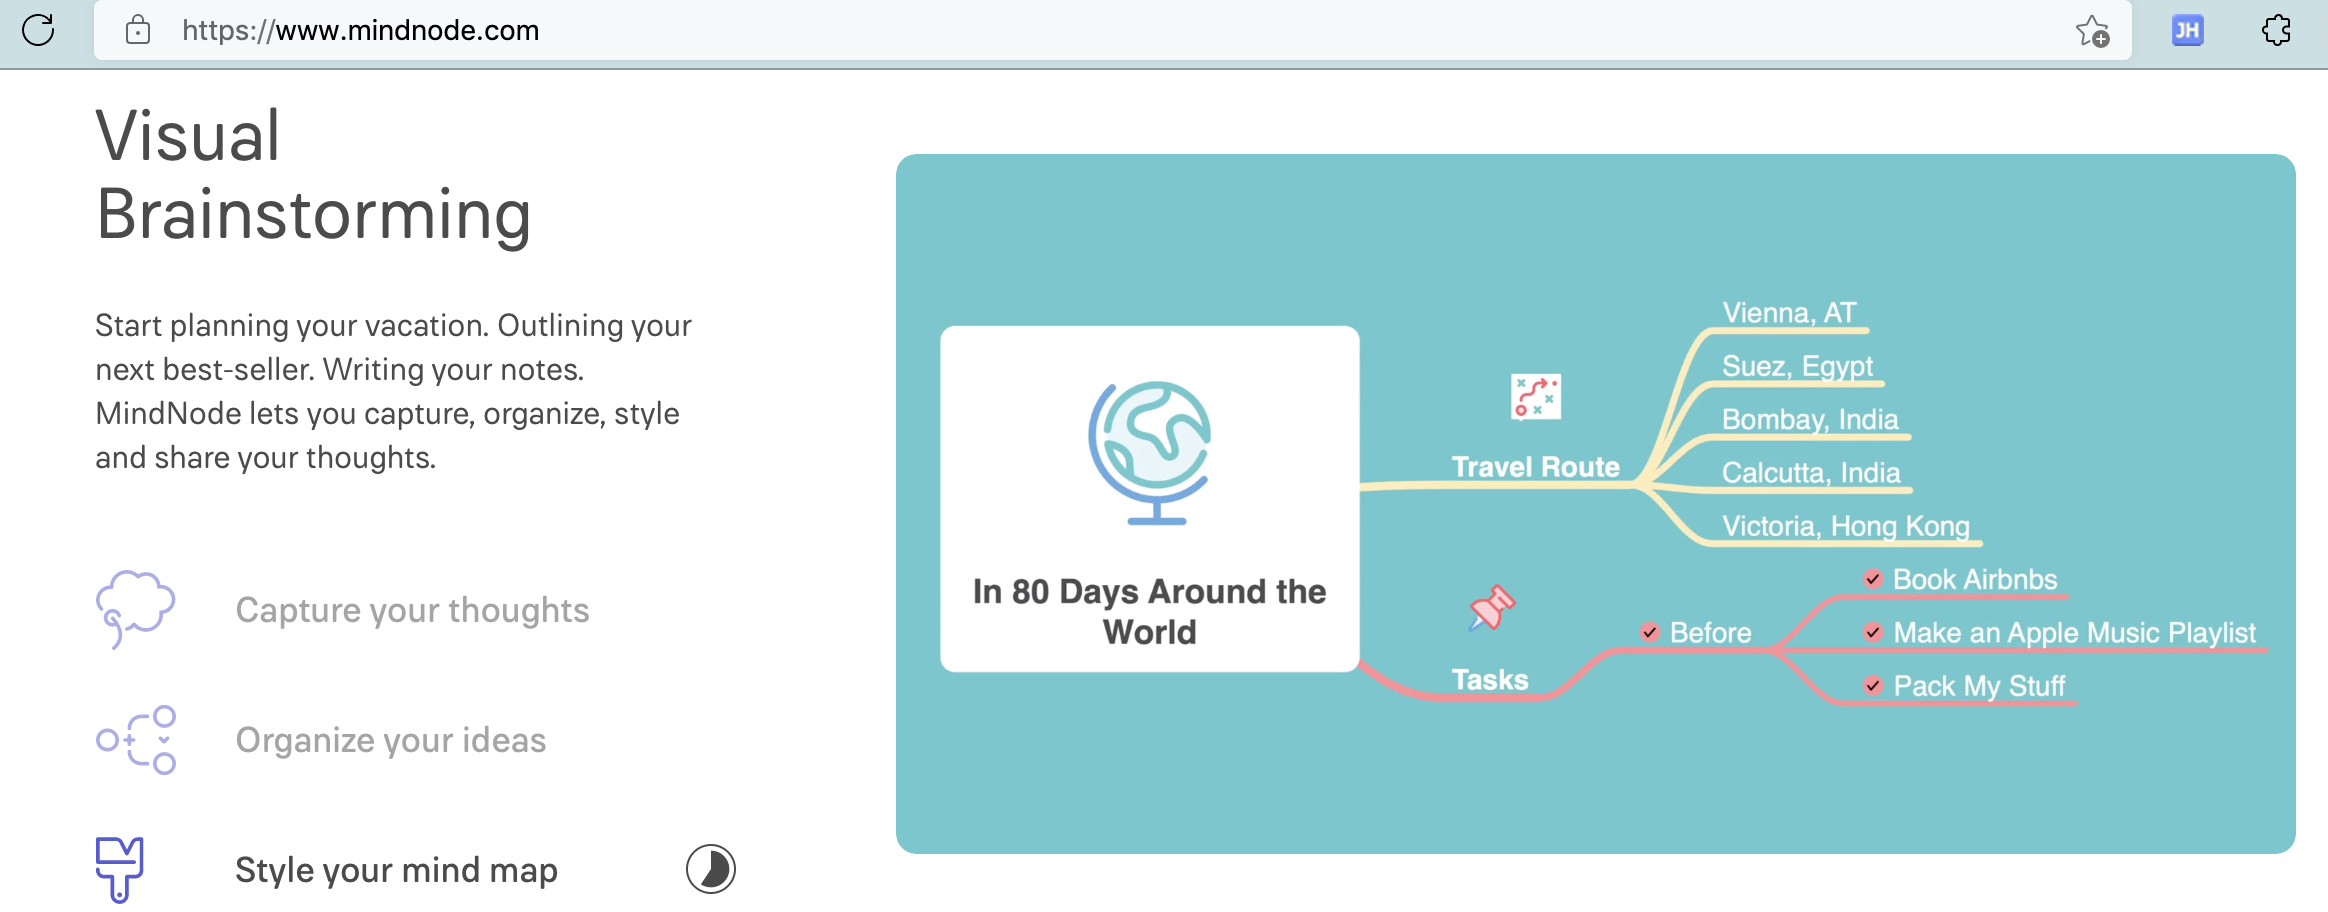 https://www.mindnode.com
JH
Visual
Brainstorming
Start planning your vacation. Outlining your
next best-seller. Writing your notes.
MindNode lets you capture, organize, style
and share your thoughts.
Capture your thoughts
Organize your ideas
Style your mind map
In 80 Days Around the
World
Travel Route
Vienna, AT
Suez, Egypt
Bombay, India
Calcutta, India
Victoria, Hong Kong
Tasks
Before
Book Airbnbs
Make an Apple Music Playlist
Pack My Stuff